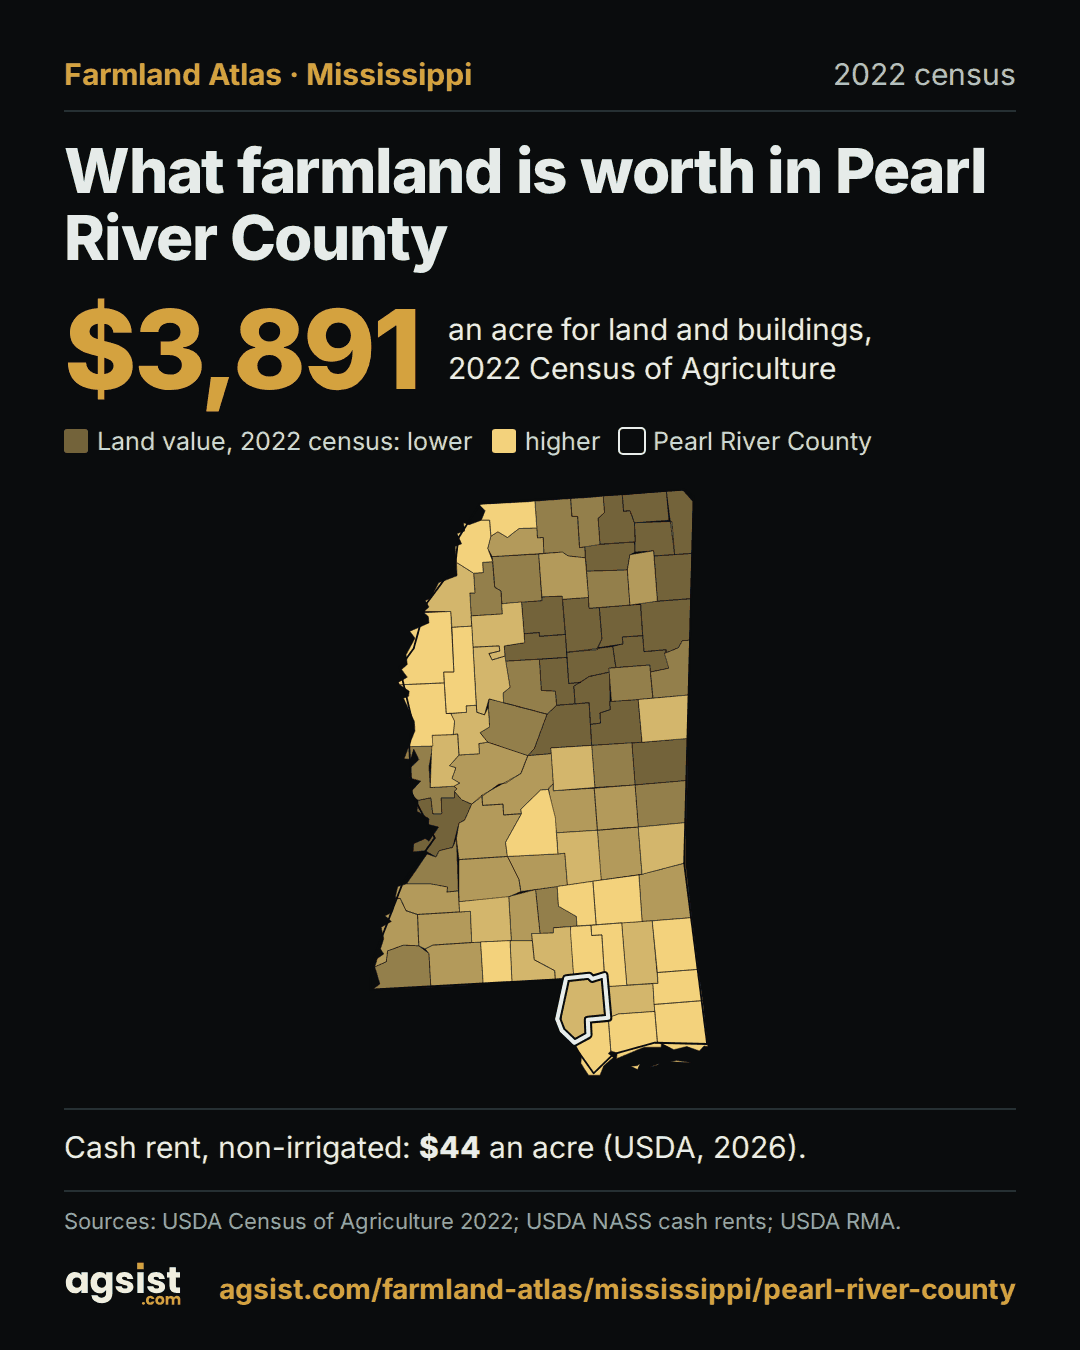 Farmland Atlas · Mississippi
2022 census
What farmland is worth in Pearl
River County
$3,891
an acre for land and buildings,
2022 Census of Agriculture
Land value, 2022 census: lower
higher
Pearl River County
Cash rent, non-irrigated: $44 an acre (USDA, 2026).
Sources: USDA Census of Agriculture 2022; USDA NASS cash rents; USDA RMA.
agsist
.com
agsist.com/farmland-atlas/mississippi/pearl-river-county